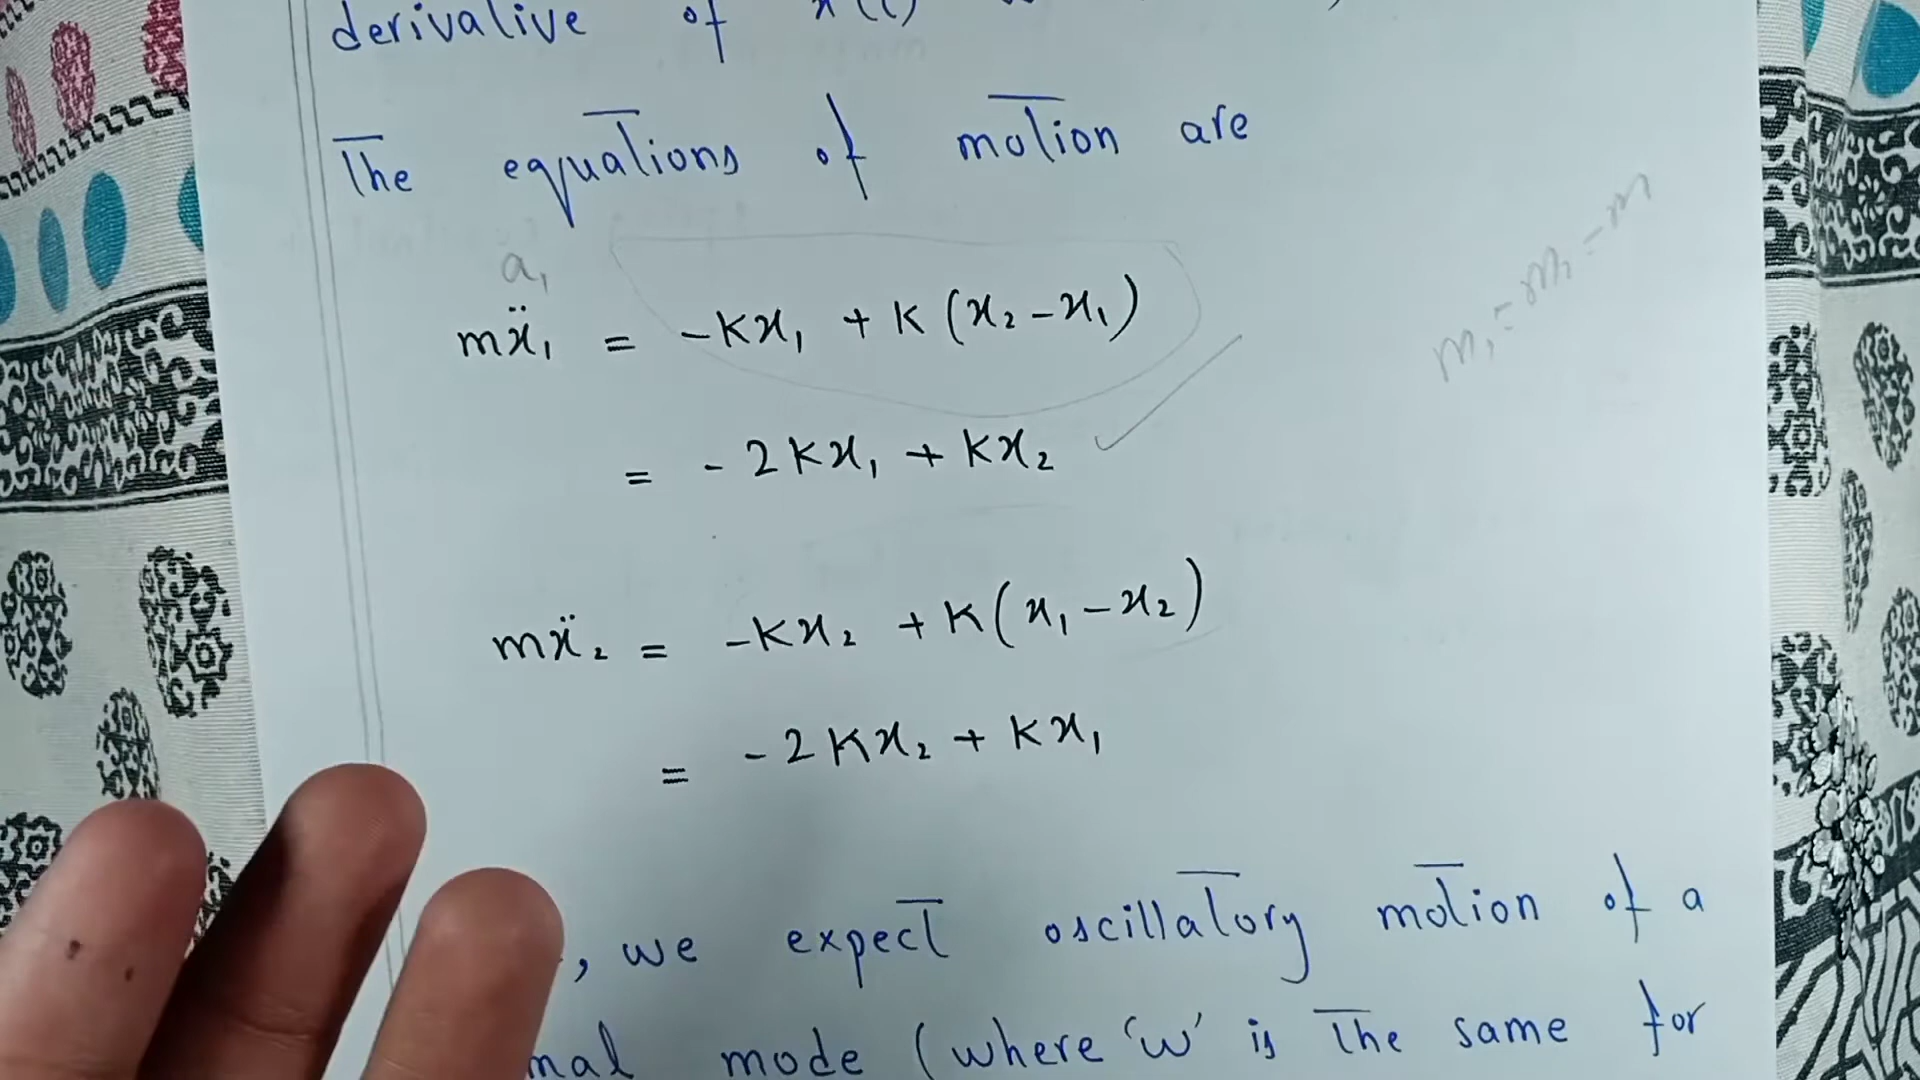 derivative of x(t)
The equations of motion are
a₁
mẍ₁ = -kx₁ + k(x₂-x₁)
= -2kx₁ + kx₂ ✓
m₁=m₂=m
mẍ₂ = -kx₂ + k(x₁-x₂)
= -2kx₂ + kx₁
, we expect oscillatory motion of a
mal mode (where 'w' is the same for